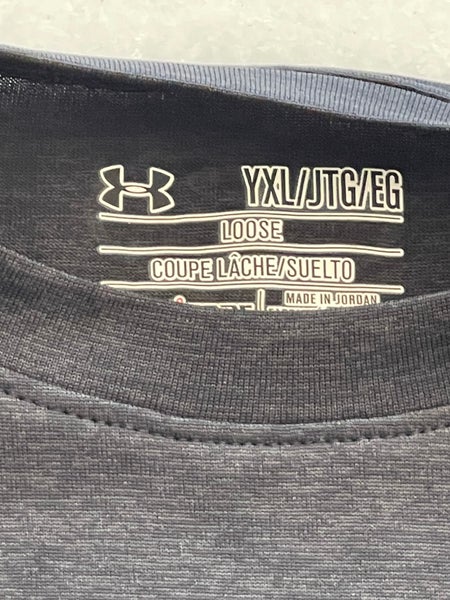 YXL/JTG/EG
LOOSE
COUPE LÂCHE/SUELTO
MADE IN JORDAN